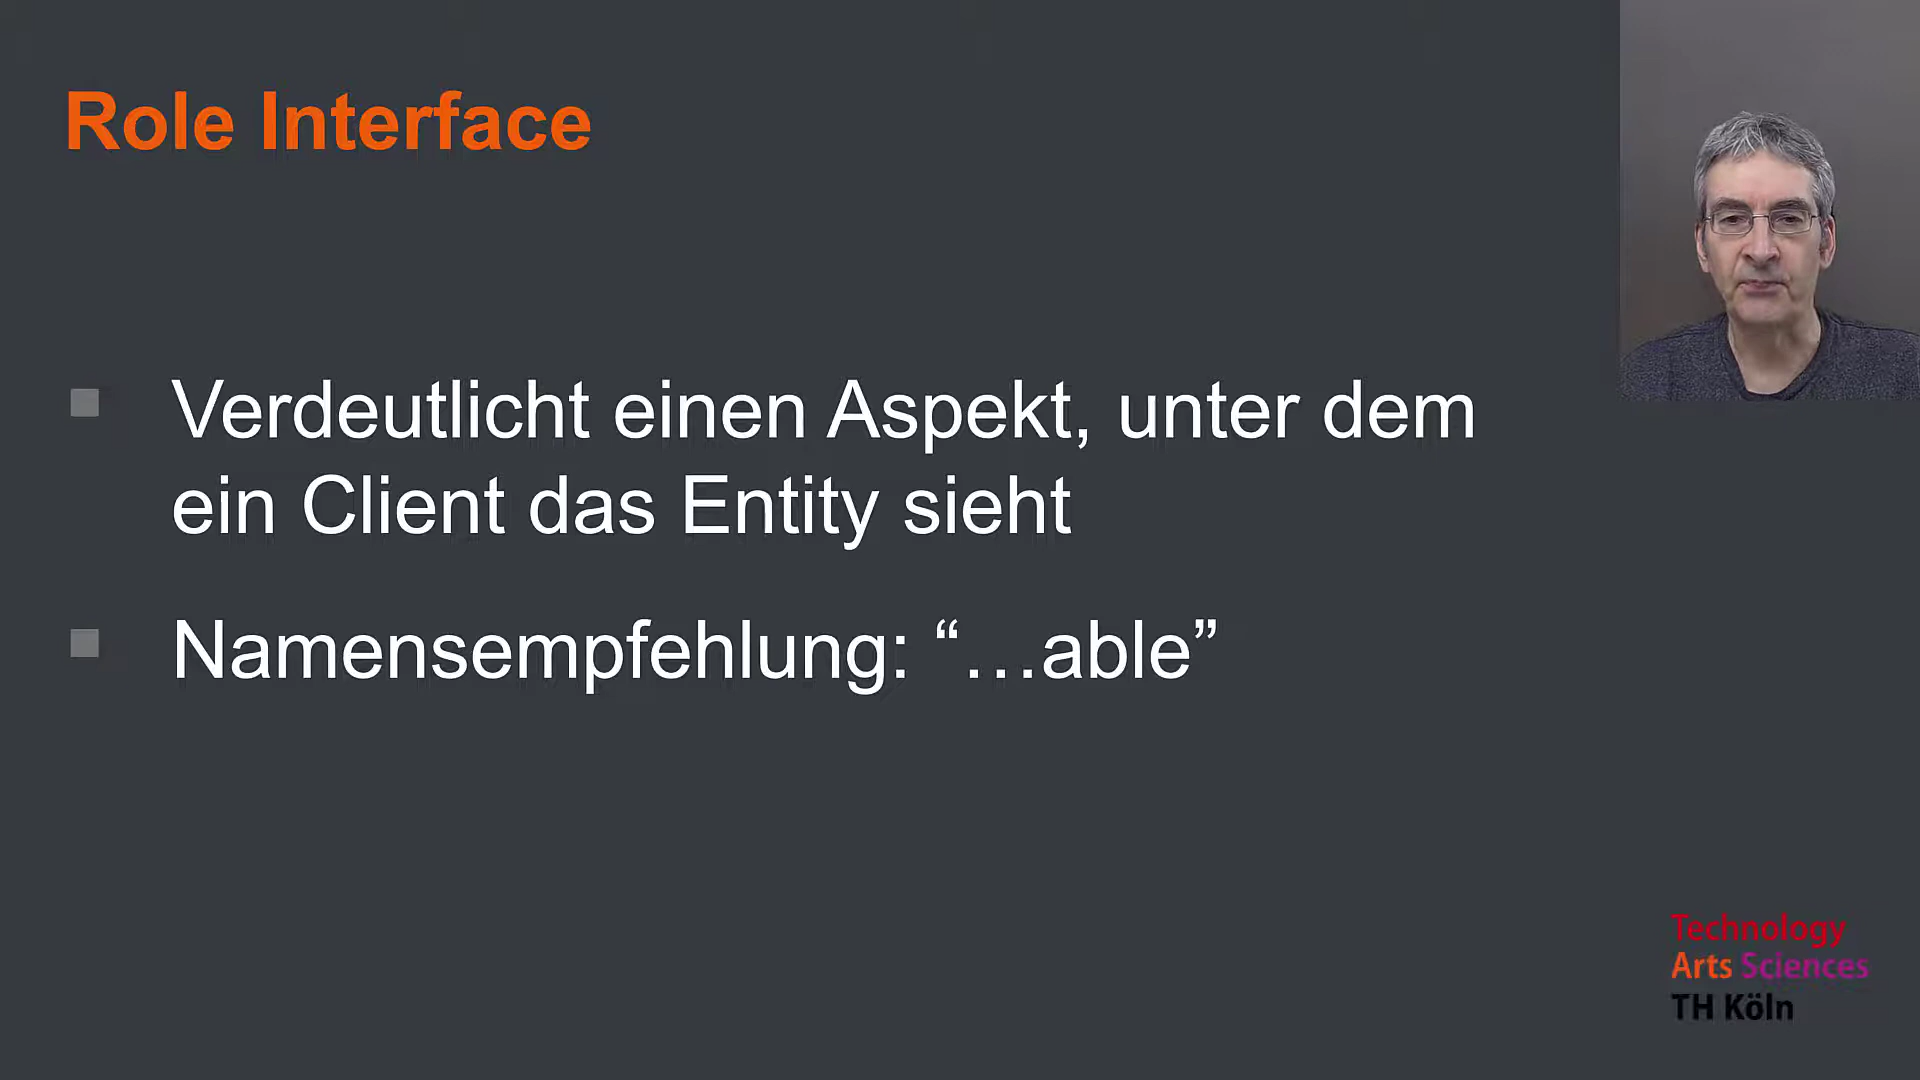 Role Interface
Verdeutlicht einen Aspekt, unter dem
ein Client das Entity sieht
Namensempfehlung: “…able”
Technology
Arts Sciences
TH Köln